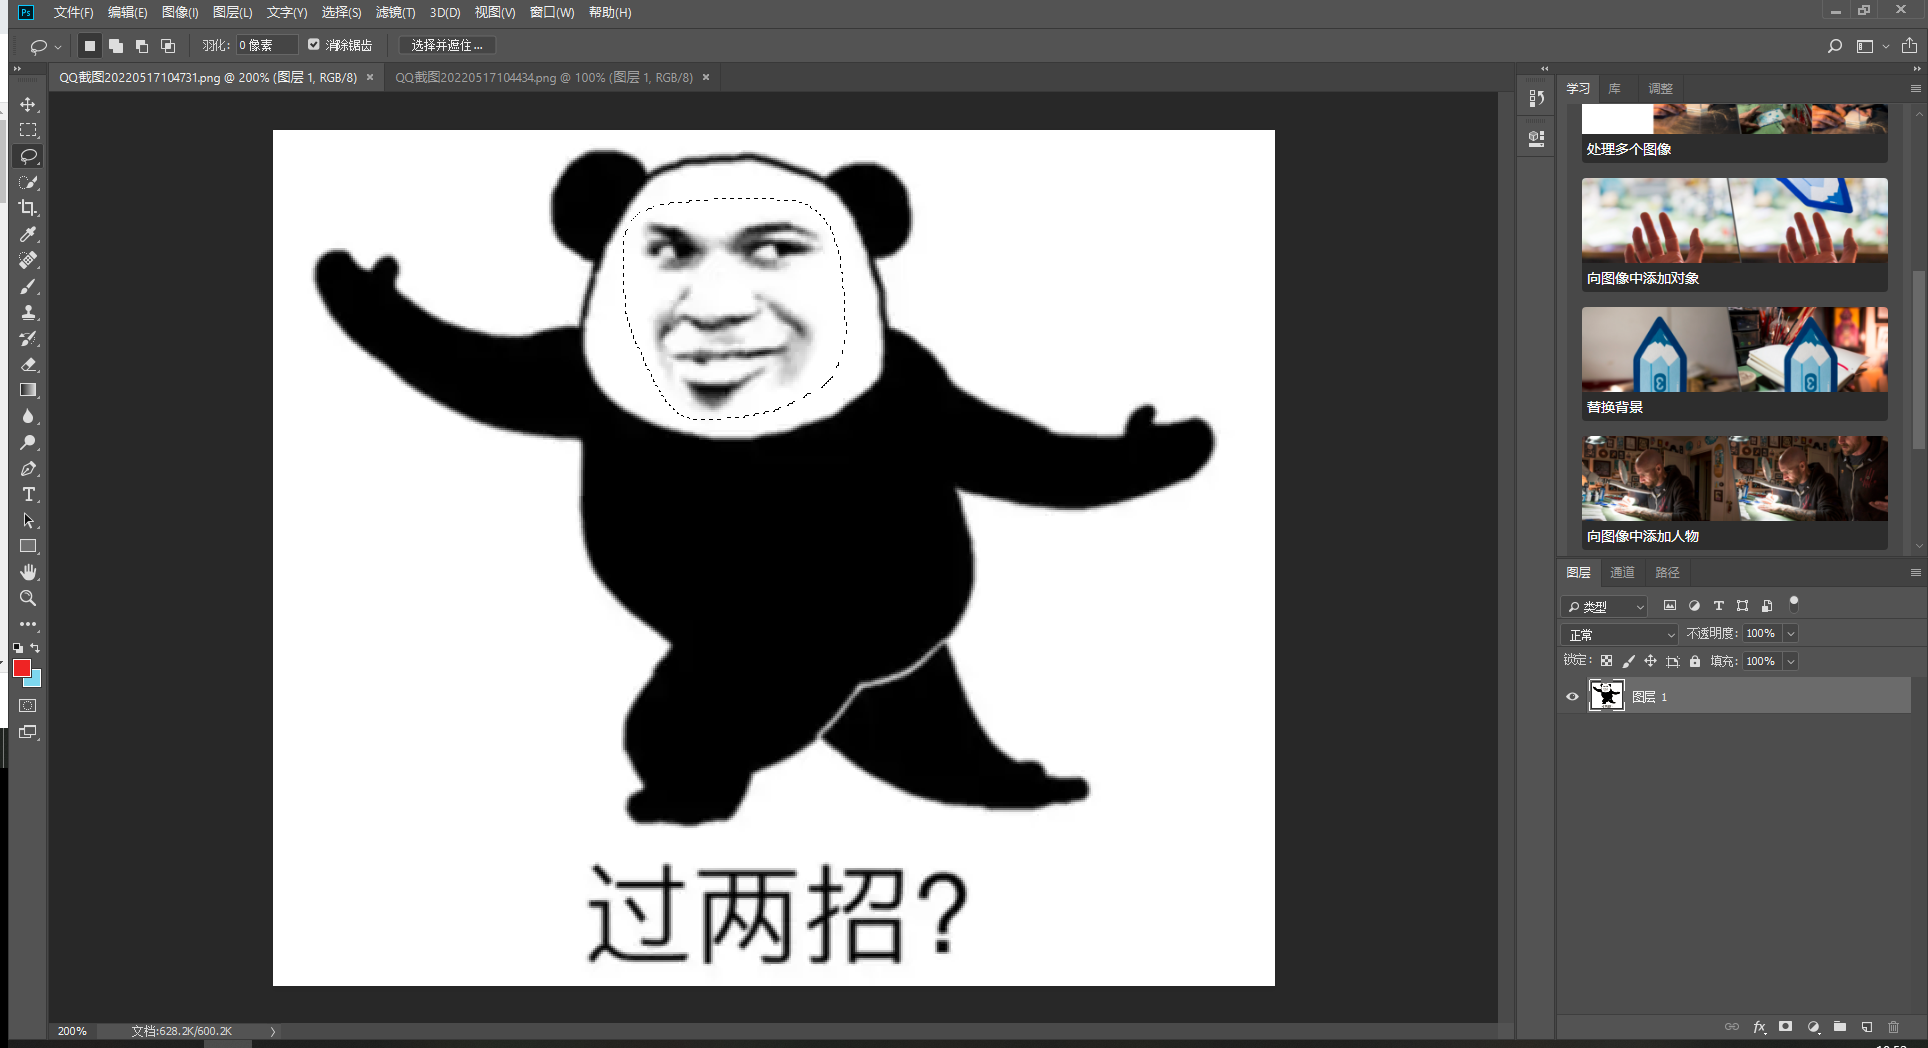 Ps 文件(F) 编辑(E) 图像(I) 图层(L) 文字(Y) 选择(S) 滤镜(T) 3D(D) 视图(V) 窗口(W) 帮助(H)
羽化: 0 像素 消除锯齿 选择并遮住 ...
QQ截图20220517104731.png @ 200% (图层 1, RGB/8) × QQ截图20220517104434.png @ 100% (图层 1, RGB/8) ×
学习 库 调整
处理多个图像
向图像中添加对象
替换背景
向图像中添加人物
图层 通道 路径
类型
正常 不透明度: 100%
锁定: 填充: 100%
图层 1
过两招?
200% 文档:628.2K/600.2K